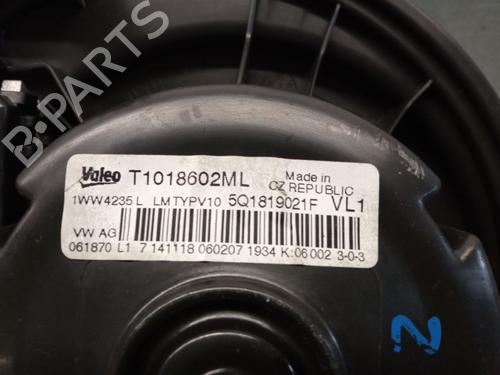 B-PARTS
Valeo T1018602ML Made in CZ REPUBLIC
1WW4235L LMTYPV10 5Q1819021F VL1
VW AG
061870 L1 7 141118 060207 1934 K:06002 3-0-3
N